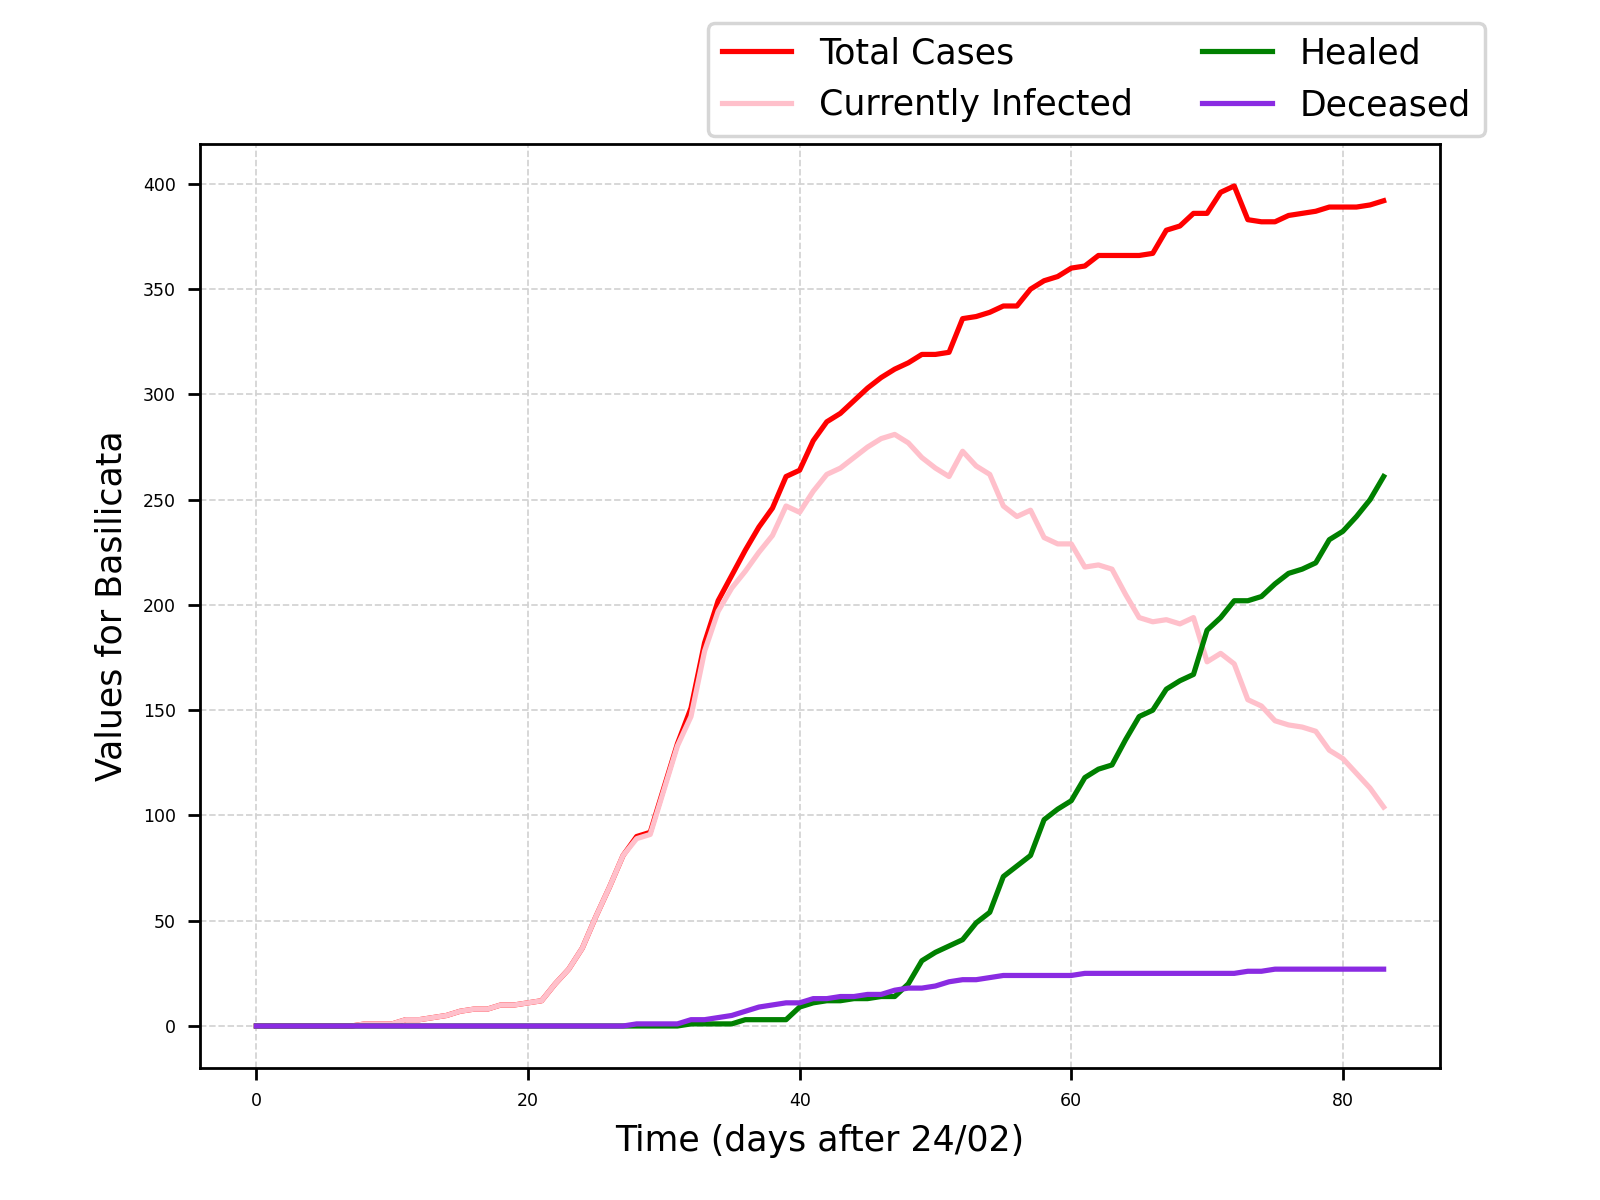 Total Cases
Currently Infected
Healed
Deceased
400
350
300
250
200
150
100
50
0
Values for Basilicata
0 20 40 60 80
Time (days after 24/02)